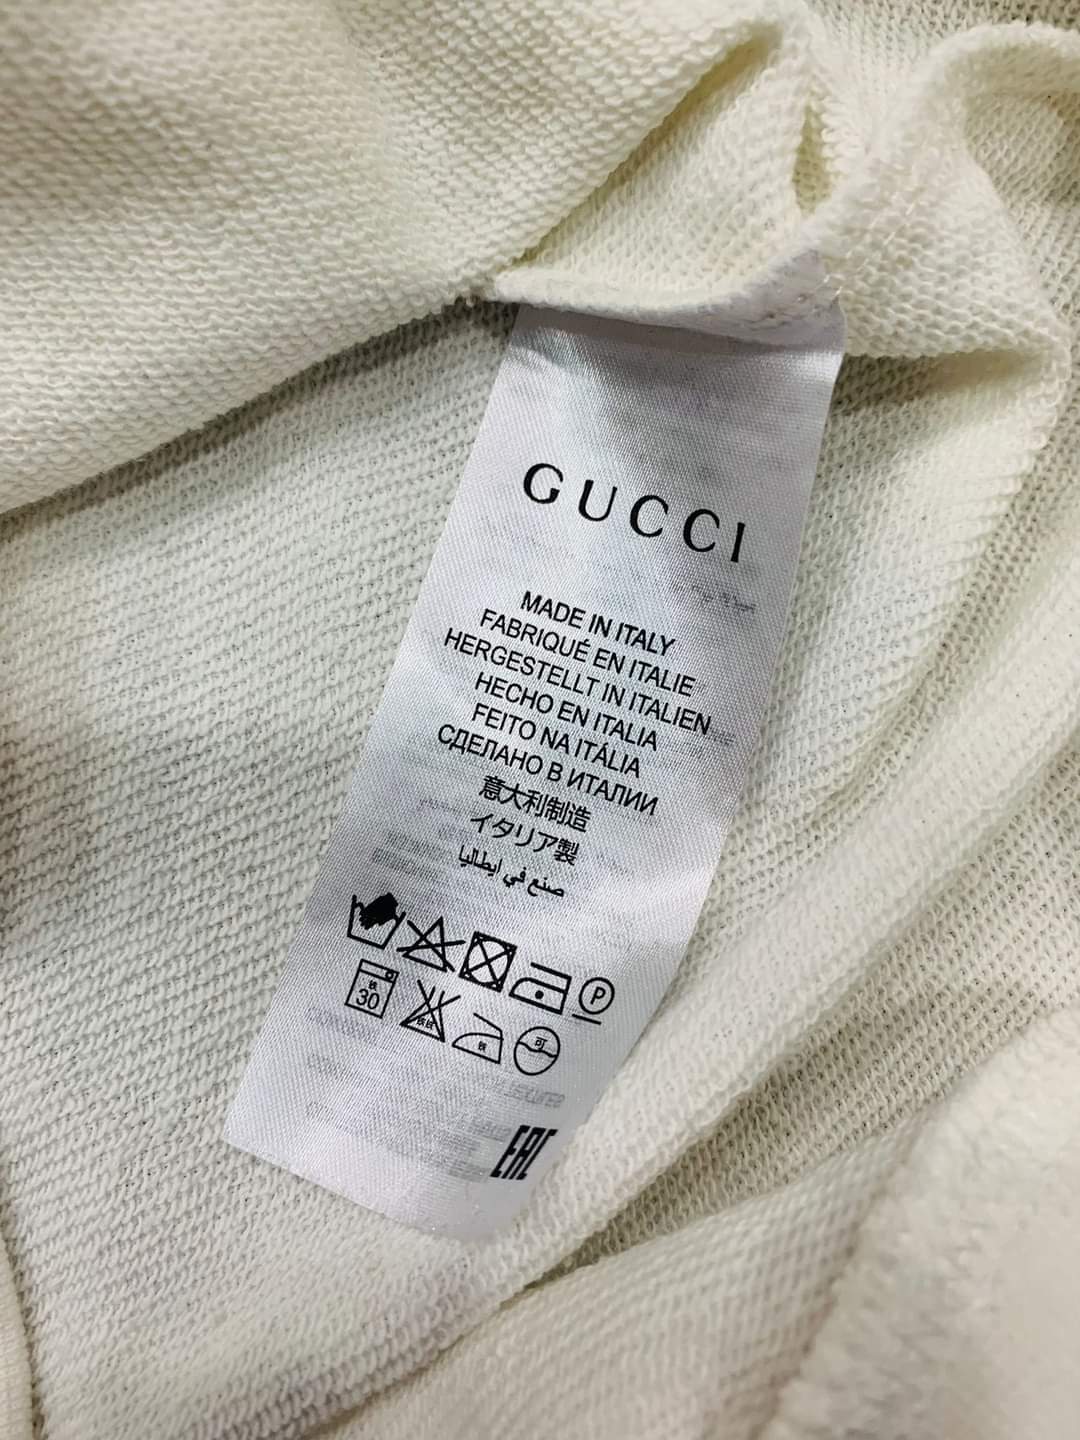 GUCCI
MADE IN ITALY
FABRIQUÉ EN ITALIE
HERGESTELLT IN ITALIEN
HECHO EN ITALIA
FEITO NA ITÁLIA
СДЕЛАНО В ИТАЛИИ
意大利制造
イタリア製
صنع في ايطاليا
P
30 可
EAC